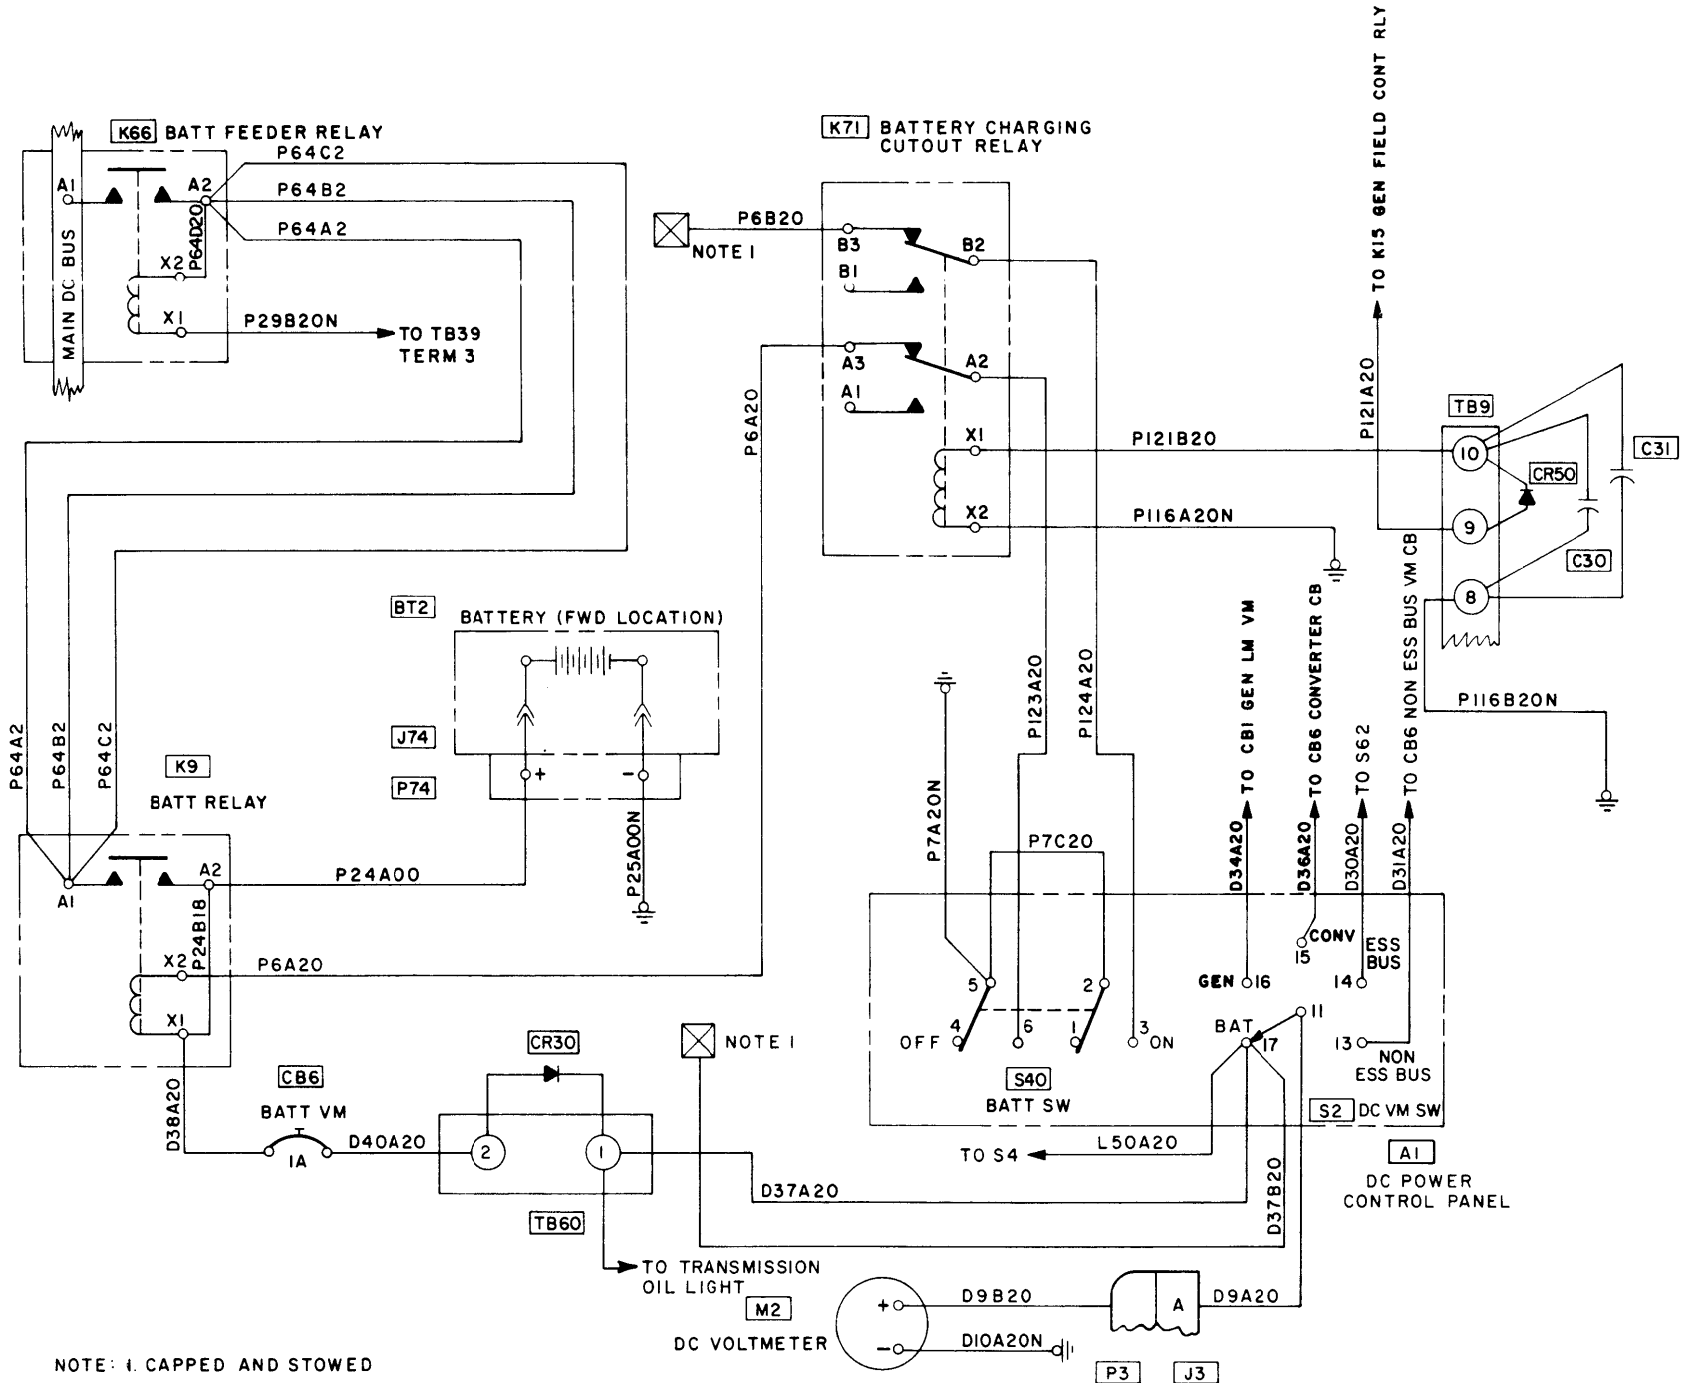 K66 BATT FEEDER RELAY
P64C2
P64B2
P64A2
A1
A2
P64D20
X2
X1
MAIN DC BUS
P29B20N
TO TB39
TERM 3
K71 BATTERY CHARGING
CUTOUT RELAY
P6B20
NOTE 1
B3
B2
B1
A3
A2
A1
X1
X2
P6A20
P121B20
P116A20N
TO K15 GEN FIELD CONT RLY
P121A20
TB9
10
9
8
CR50
C31
C30
P116B20N
BT2
BATTERY (FWD LOCATION)
J74
P74
+
-
P24A00
P25A00N
P64A2
P64B2
P64C2
K9
BATT RELAY
A1
A2
P24B18
X2
X1
P6A20
D38A20
CB6
BATT VM
1A
D40A20
CR30
2
1
TB60
TO TRANSMISSION
OIL LIGHT
D37A20
NOTE 1
P123A20
P124A20
P7A20N
P7C20
D34A20 TO CB1 GEN LM VM
D36A20 TO CB6 CONVERTER CB
D30A20 TO S62
D31A20 TO CB6 NON ESS BUS VM CB
5
2
OFF 4
6
1
3 ON
S40
BATT SW
GEN 16
CONV
15
ESS
BUS
14
11
BAT
17
13
NON
ESS BUS
S2 DC VM SW
TO S4
L50A20
D37B20
A1
DC POWER
CONTROL PANEL
M2
DC VOLTMETER
+
-
D9B20
A
D9A20
D10A20N
P3
J3
NOTE: 1. CAPPED AND STOWED